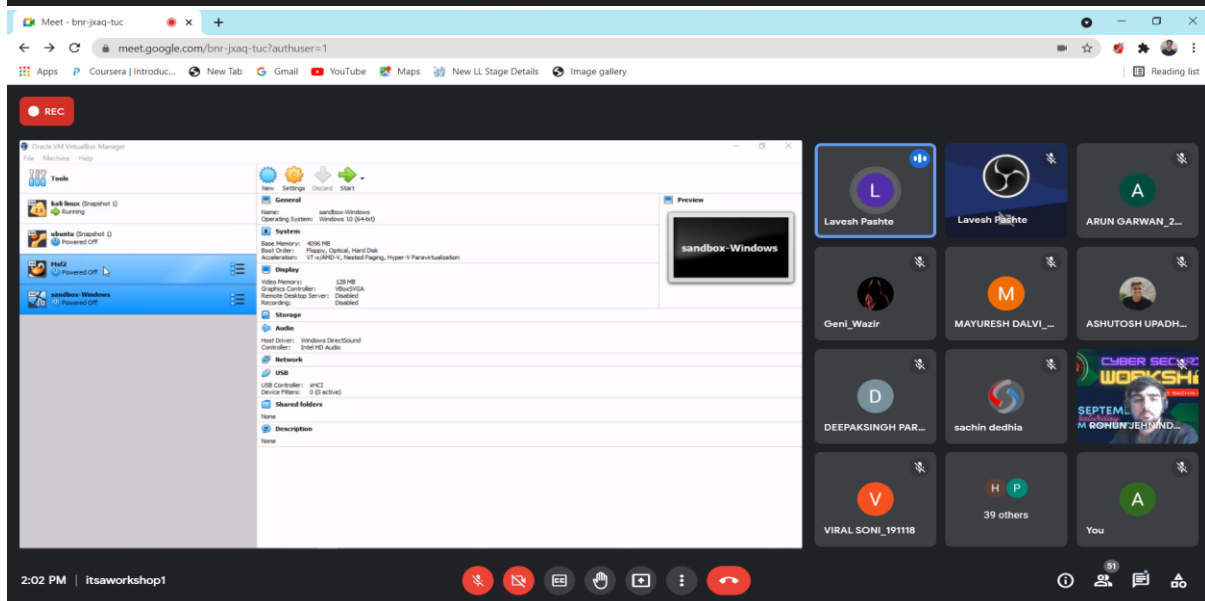 Meet - bnr-jxaq-tuc
meet.google.com/bnr-jxaq-tuc?authuser=1
Apps P Coursera | Introduc... New Tab G Gmail YouTube Maps New LL Stage Details Image gallery Reading list
REC
Oracle VM VirtualBox Manager
File Machine Help
Tools
kali linux (Snapshot 1)
Running
ubuntu (Snapshot 1)
Powered Off
Powered Off
sandbox-Windows
Powered Off
New Settings Discard Start
General
Name: sandbox-Windows
Operating System: Windows 10 (64-bit)
System
Base Memory: 4096 MB
Boot Order: Floppy, Optical, Hard Disk
Acceleration: VT-x/AMD-V, Nested Paging, Hyper-V Paravirtualization
Display
Video Memory: 128 MB
Graphics Controller: VBoxSVGA
Remote Desktop Server: Disabled
Recording: Disabled
Storage
Audio
Host Driver: Windows DirectSound
Controller: Intel HD Audio
Network
USB
USB Controller: xHCI
Device Filters: 0 (0 active)
Shared folders
None
Description
None
Preview
sandbox-Windows
L
Lavesh Pashte
Lavesh Pashte
A
ARUN GARWAN_2...
Geni_Wazir
M
MAYURESH DALVI_...
ASHUTOSH UPADH...
D
DEEPAKSINGH PAR...
sachin dedhia
CYBER SECUR
WORKSH
SEPTEM
V
VIRAL SONI_191118
H P
39 others
A
You
2:02 PM | itsaworkshop1
CC
51